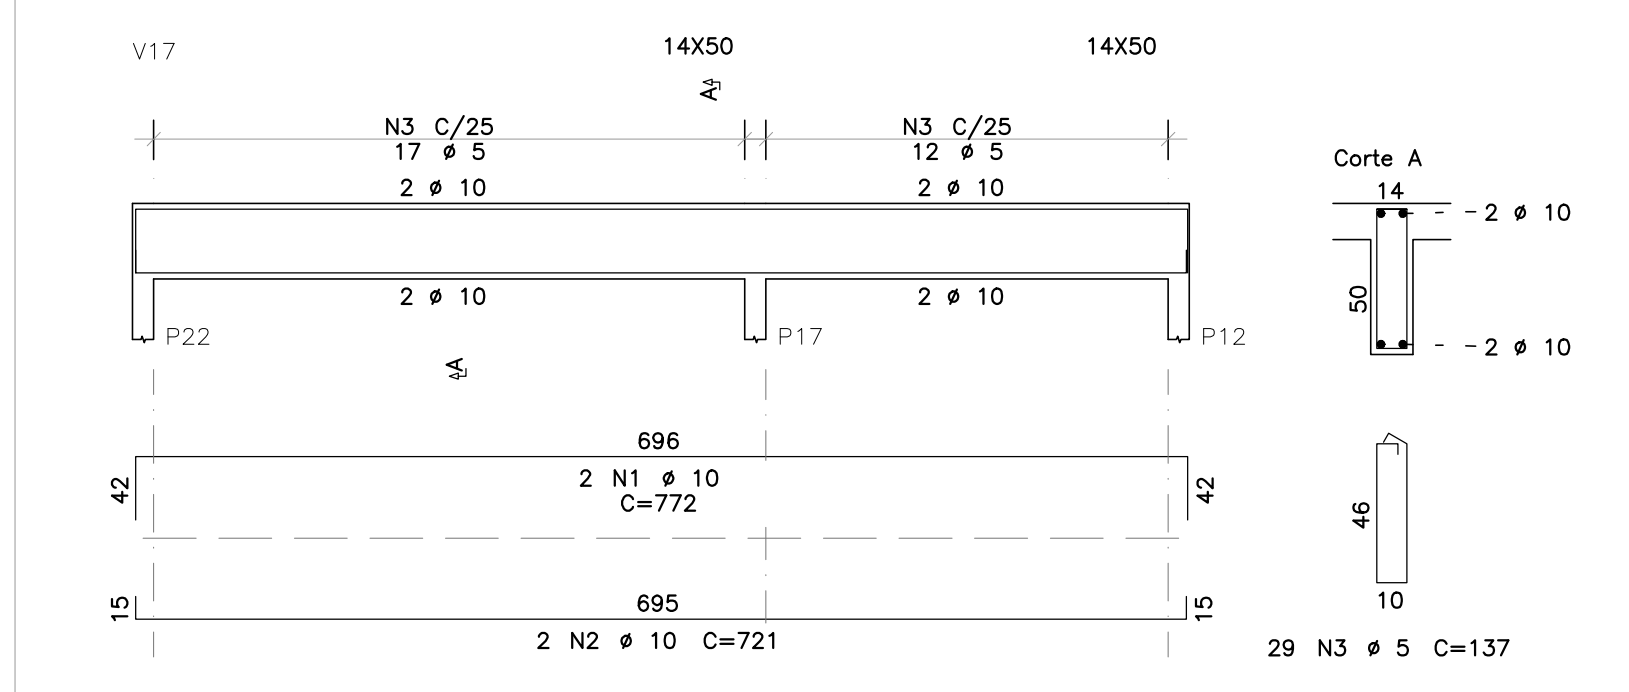 V17
14X50
14X50
A
N3 C/25
17 ø 5
N3 C/25
12 ø 5
2 ø 10
2 ø 10
2 ø 10
2 ø 10
P22
P17
P12
A
696
42
2 N1 ø 10
C=772
42
15
695
15
2 N2 ø 10 C=721
Corte A
14
2 ø 10
50
2 ø 10
46
10
29 N3 ø 5 C=137